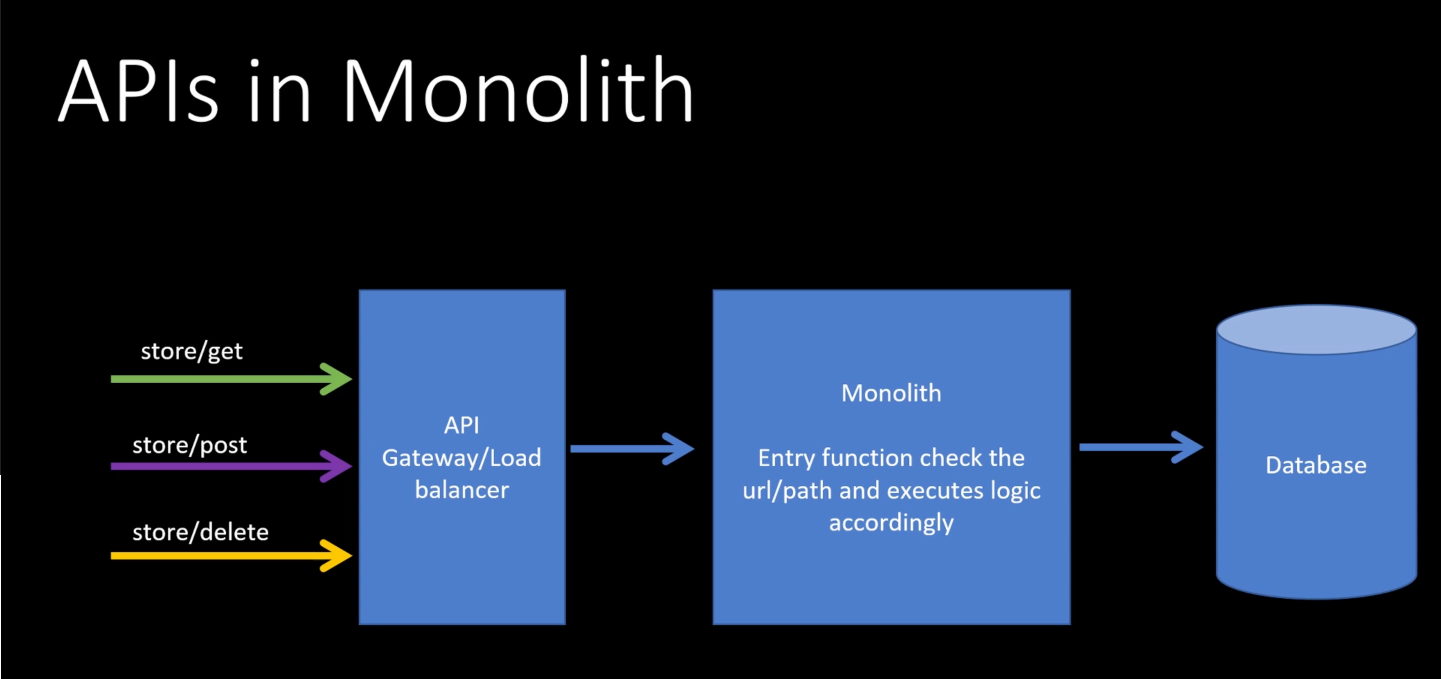 APIs in Monolith
store/get
store/post
store/delete
API
Gateway/Load
balancer
Monolith
Entry function check the
url/path and executes logic
accordingly
Database